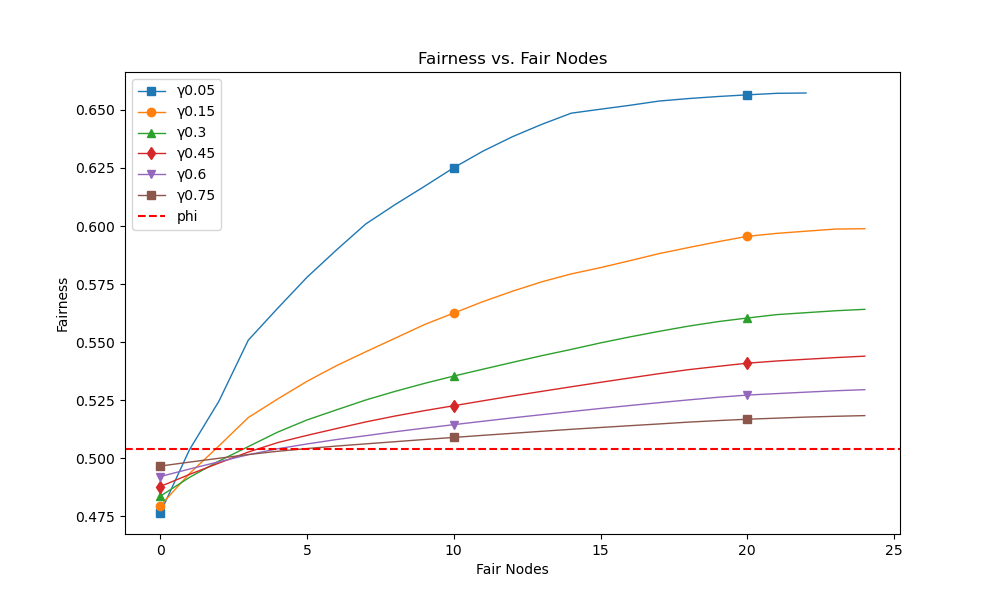 Fairness vs. Fair Nodes
γ0.05
γ0.15
γ0.3
γ0.45
γ0.6
γ0.75
phi
0.650
0.625
0.600
0.575
0.550
0.525
0.500
0.475
Fairness
0
5
10
15
20
25
Fair Nodes